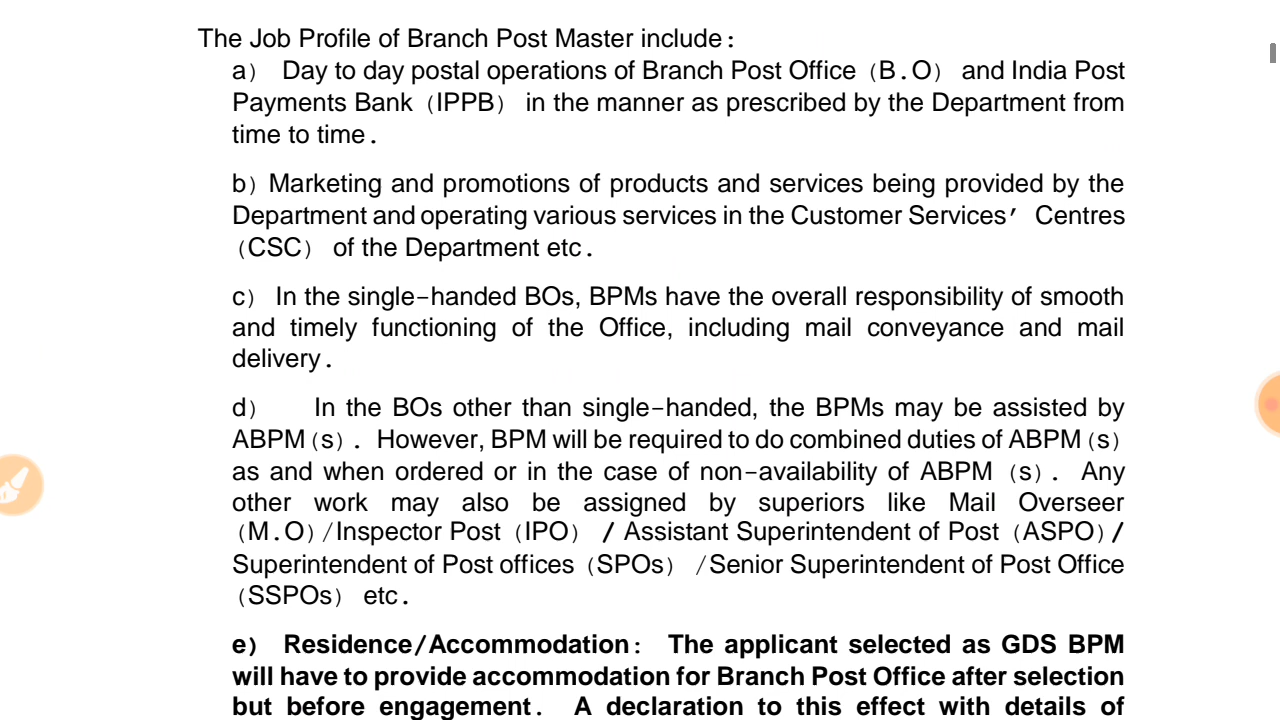 The Job Profile of Branch Post Master include:
a) Day to day postal operations of Branch Post Office (B.O) and India Post
Payments Bank (IPPB) in the manner as prescribed by the Department from
time to time.
b) Marketing and promotions of products and services being provided by the
Department and operating various services in the Customer Services’ Centres
(CSC) of the Department etc.
c) In the single-handed BOs, BPMs have the overall responsibility of smooth
and timely functioning of the Office, including mail conveyance and mail
delivery.
d) In the BOs other than single-handed, the BPMs may be assisted by
ABPM(s). However, BPM will be required to do combined duties of ABPM(s)
as and when ordered or in the case of non-availability of ABPM (s). Any
other work may also be assigned by superiors like Mail Overseer
(M.O)/Inspector Post (IPO) / Assistant Superintendent of Post (ASPO)/
Superintendent of Post offices (SPOs) /Senior Superintendent of Post Office
(SSPOs) etc.
e) Residence/Accommodation: The applicant selected as GDS BPM
will have to provide accommodation for Branch Post Office after selection
but before engagement. A declaration to this effect with details of